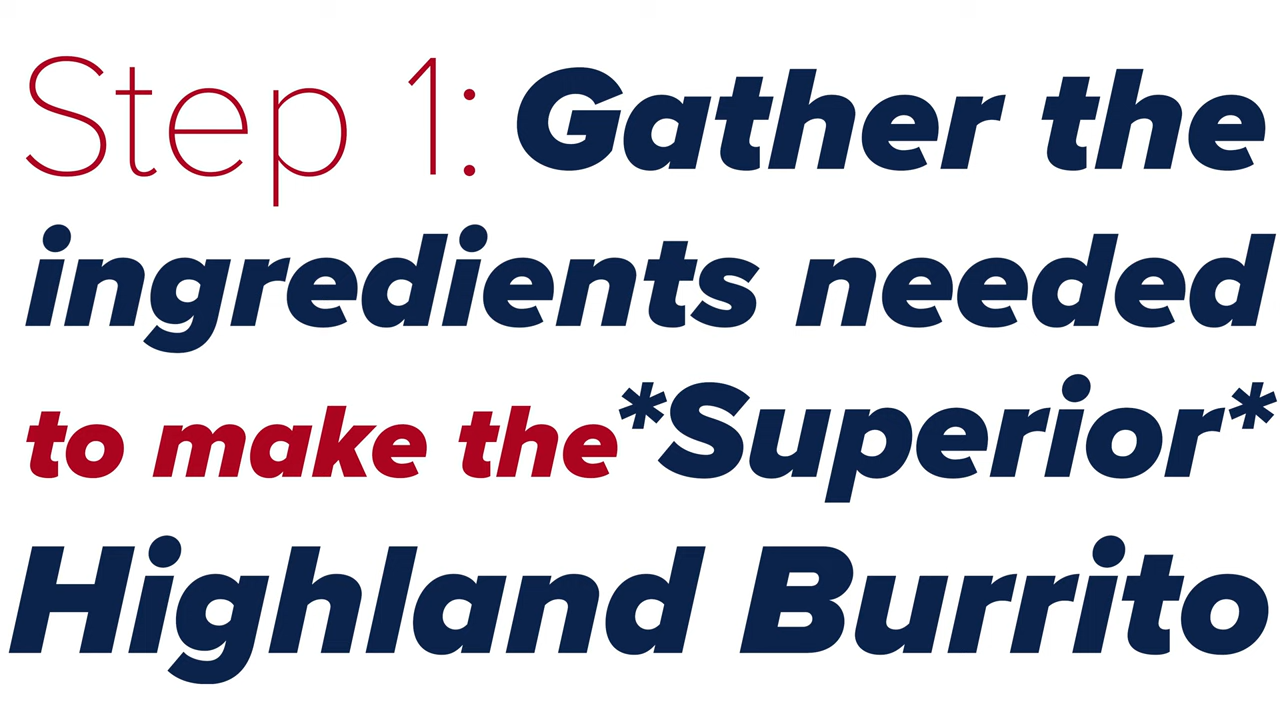 Step 1: Gather the
ingredients needed
to make the *Superior*
Highland Burrito